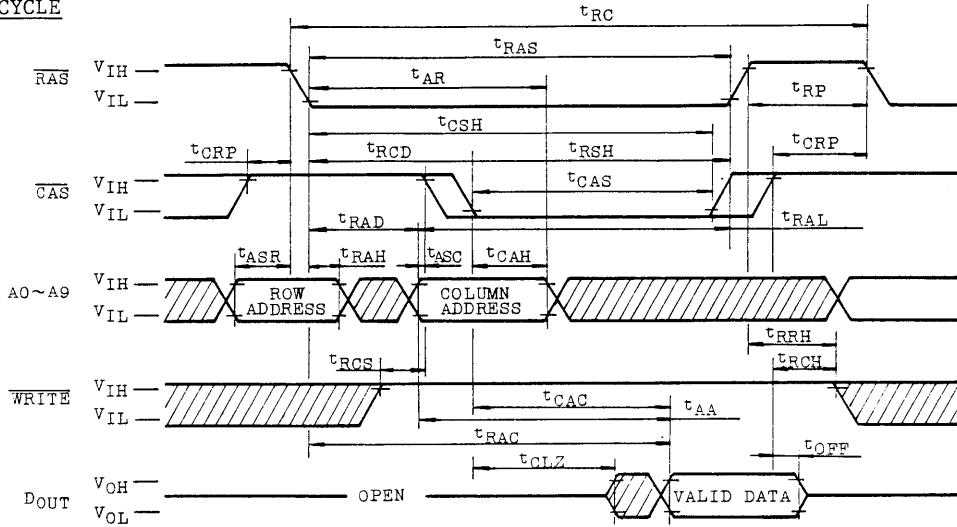 CYCLE
tRC
tRAS
RAS
VIH
VIL
tAR
tRP
tCSH
tCRP
tRCD
tRSH
tCRP
CAS
VIH
VIL
tCAS
tRAD
tRAL
tASR
tRAH
tASC
tCAH
A0~A9
VIH
VIL
ROW
ADDRESS
COLUMN
ADDRESS
tRRH
tRCS
tRCH
WRITE
VIH
VIL
tCAC
tAA
tRAC
tCLZ
tOFF
DOUT
VOH
VOL
OPEN
VALID DATA